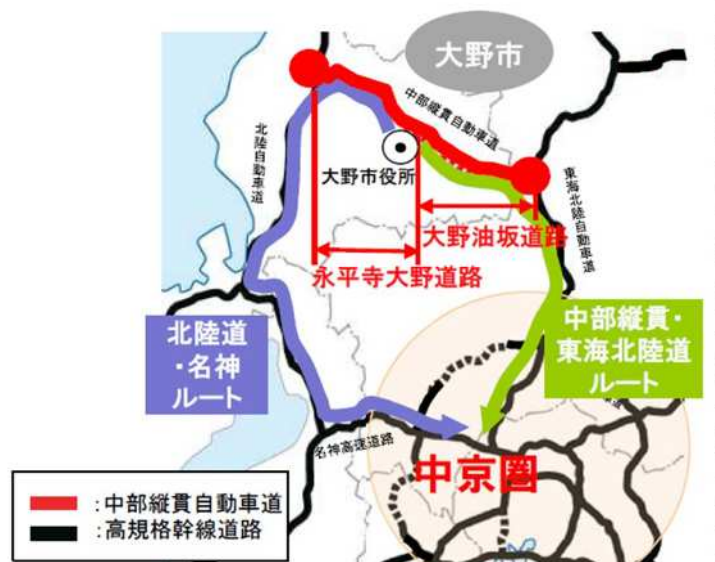 大野市
中部縦貫自動車道
北陸自動車道
大野市役所
東海北陸自動車道
大野油坂道路
永平寺大野道路
北陸道
・名神
ルート
中部縦貫・
東海北陸道
ルート
名神高速道路
中京圏
:中部縦貫自動車道
:高規格幹線道路